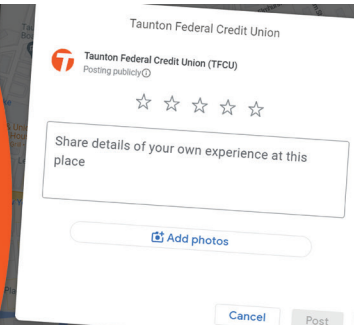 Taunton Federal Credit Union
Taunton Federal Credit Union (TFCU)
Posting publicly
Share details of your own experience at this
place
Add photos
Cancel
Post